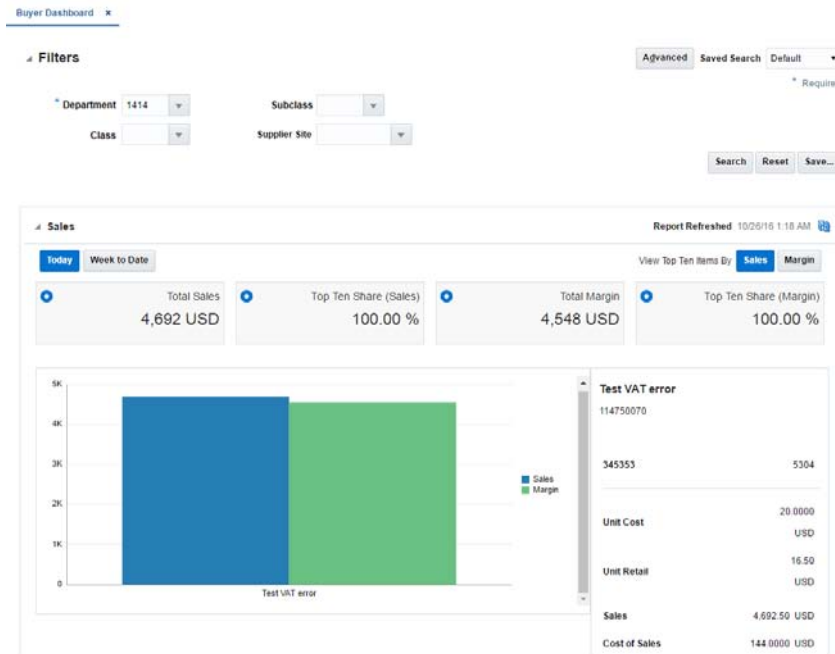 Buyer Dashboard ×
Filters
Advanced Saved Search Default
* Require
* Department 1414 Subclass
Class Supplier Site
Search Reset Save...
Sales
Report Refreshed 10/26/16 1:18 AM
Today Week to Date
View Top Ten Items By Sales Margin
Total Sales
4,692 USD
Top Ten Share (Sales)
100.00 %
Total Margin
4,548 USD
Top Ten Share (Margin)
100.00 %
5K
4K
3K
2K
1K
0
Test VAT error
Sales
Margin
Test VAT error
114750070
345353 5304
Unit Cost 20.0000
USD
Unit Retail 16.50
USD
Sales 4,692.50 USD
Cost of Sales 144.0000 USD